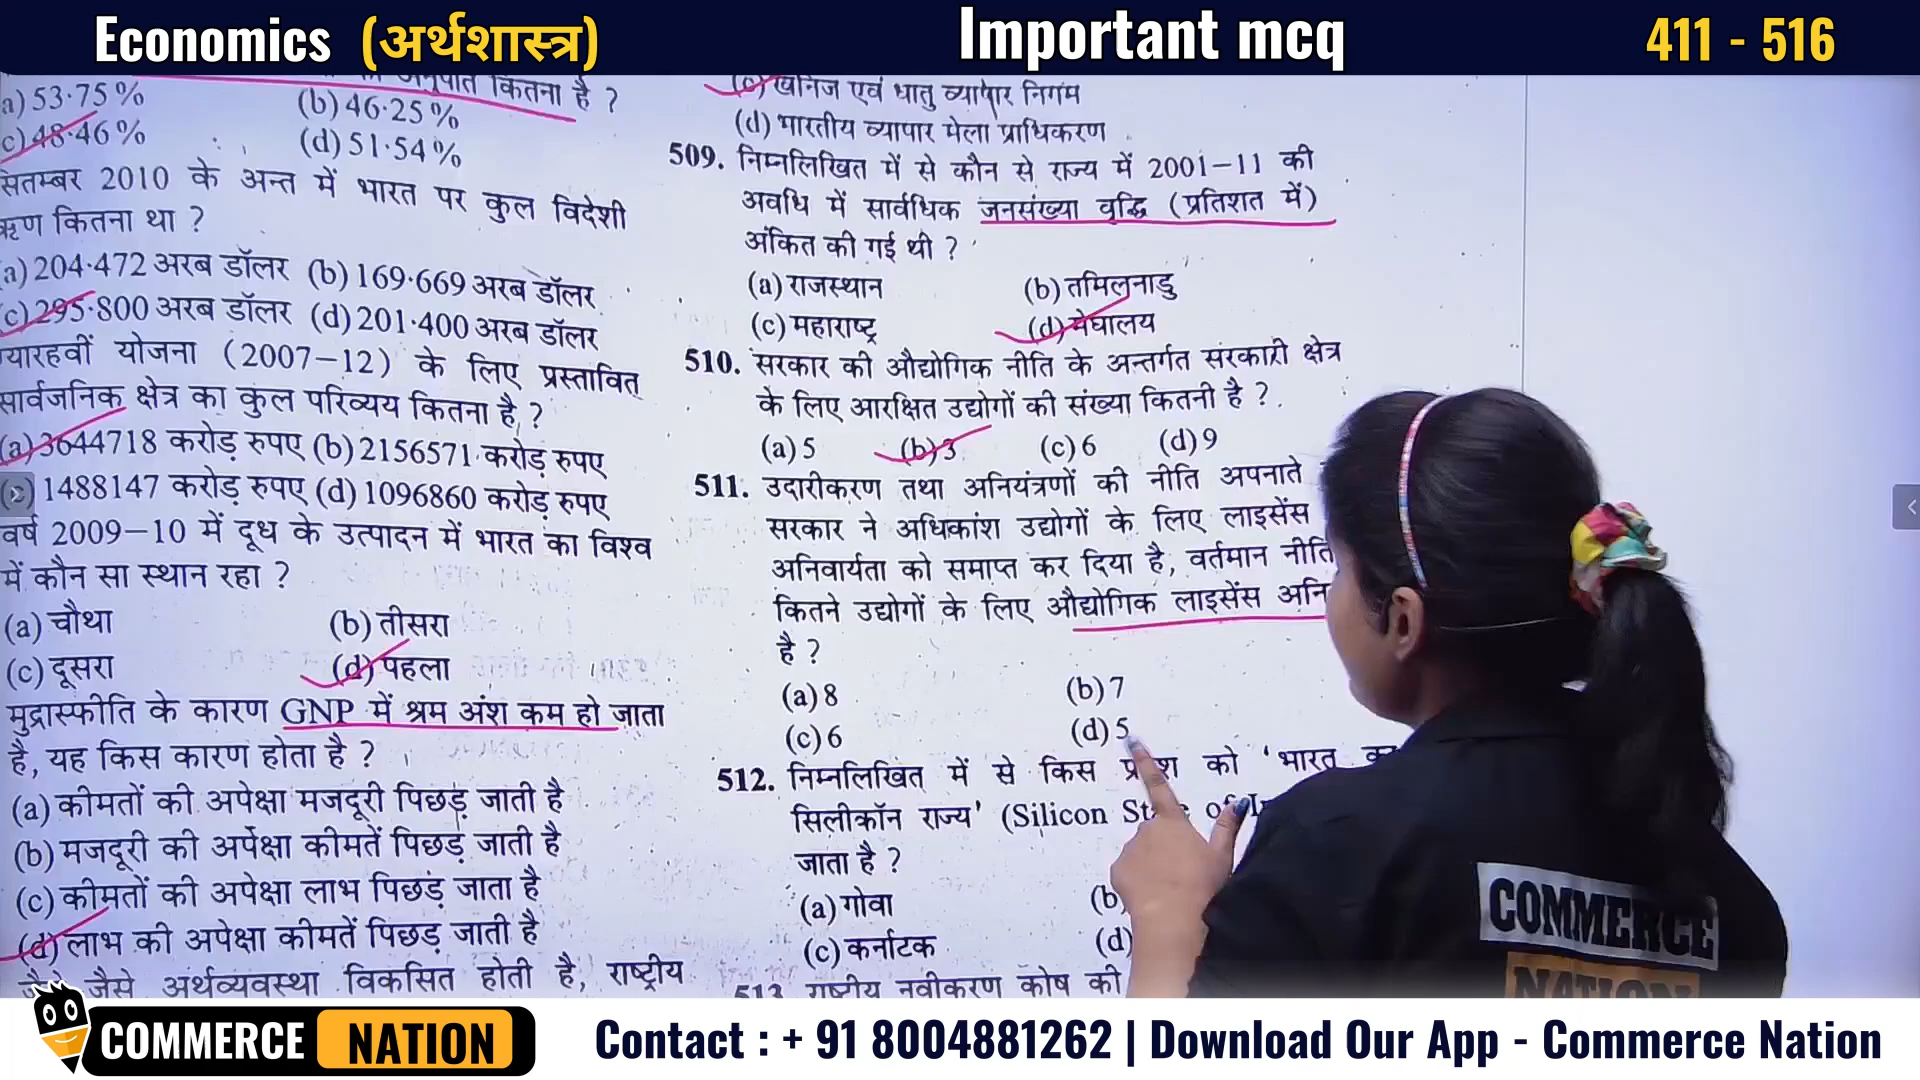 Economics (अर्थशास्त्र)
Important mcq
411 - 516
अनुपात कितना है ?
a) 53·75%
(b) 46·25%
c) 48·46%
(d) 51·54%
सितम्बर 2010 के अन्त में भारत पर कुल विदेशी
ऋण कितना था ?
a) 204·472 अरब डॉलर (b) 169·669 अरब डॉलर
c) 295·800 अरब डॉलर (d) 201·400 अरब डॉलर
ग्यारहवीं योजना (2007-12) के लिए प्रस्तावित
सार्वजनिक क्षेत्र का कुल परिव्यय कितना है ?
(a) 3644718 करोड़ रुपए (b) 2156571 करोड़ रुपए
1488147 करोड़ रुपए (d) 1096860 करोड़ रुपए
वर्ष 2009-10 में दूध के उत्पादन में भारत का विश्व
में कौन सा स्थान रहा ?
(a) चौथा
(b) तीसरा
(c) दूसरा
(d) पहला
मुद्रास्फीति के कारण GNP में श्रम अंश कम हो जाता
है, यह किस कारण होता है ?
(a) कीमतों की अपेक्षा मजदूरी पिछड़ जाती है
(b) मजदूरी की अपेक्षा कीमतें पिछड़ जाती है
(c) कीमतों की अपेक्षा लाभ पिछड़ जाता है
(d) लाभ की अपेक्षा कीमतें पिछड़ जाती है
जैसे जैसे अर्थव्यवस्था विकसित होती है, राष्ट्रीय
(c) खनिज एवं धातु व्यापार निगम
(d) भारतीय व्यापार मेला प्राधिकरण
509. निम्नलिखित में से कौन से राज्य में 2001-11 की
अवधि में सार्वधिक जनसंख्या वृद्धि (प्रतिशत में)
अंकित की गई थी ?
(a) राजस्थान
(b) तमिलनाडु
(c) महाराष्ट्र
(d) मेघालय
510. सरकार की औद्योगिक नीति के अन्तर्गत सरकारी क्षेत्र
के लिए आरक्षित उद्योगों की संख्या कितनी है ?
(a) 5 (b) 3 (c) 6 (d) 9
511. उदारीकरण तथा अनियंत्रणों की नीति अपनाते
सरकार ने अधिकांश उद्योगों के लिए लाइसेंस
अनिवार्यता को समाप्त कर दिया है, वर्तमान नीति
कितने उद्योगों के लिए औद्योगिक लाइसेंस अनि
है ?
(a) 8
(b) 7
(c) 6
(d) 5
512. निम्नलिखित में से किस को 'भारत
सिलीकॉन राज्य' (Silicon
जाता है ?
(a) गोवा
(b)
(c) कर्नाटक
(d)
513 राष्ट्रीय नवीकरण कोष की
COMMERCE
NATION
COMMERCE NATION
Contact : + 91 8004881262 | Download Our App - Commerce Nation